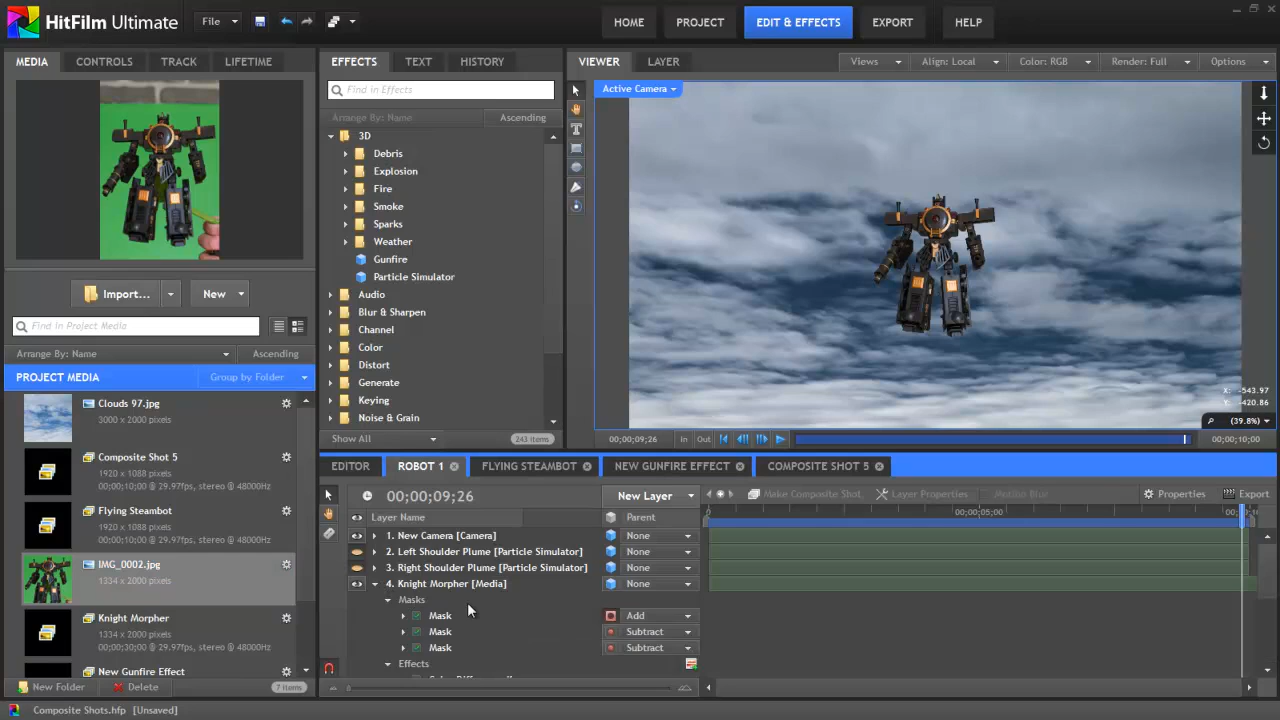 HitFilm Ultimate
File
HOME
PROJECT
EDIT & EFFECTS
EXPORT
HELP
MEDIA
CONTROLS
TRACK
LIFETIME
EFFECTS
TEXT
HISTORY
VIEWER
LAYER
Views
Align: Local
Color: RGB
Render: Full
Options
Find in Effects
Active Camera
Arrange By: Name
Ascending
3D
Debris
Explosion
Fire
Smoke
Sparks
Weather
Gunfire
Particle Simulator
Audio
Blur & Sharpen
Channel
Color
Distort
Generate
Keying
Noise & Grain
Show All
243 items
Import...
New
Find in Project Media
Arrange By: Name
Ascending
PROJECT MEDIA
Group by Folder
Clouds 97.jpg
3000 x 2000 pixels
Composite Shot 5
1920 x 1088 pixels
00;00;10;00 @ 29.97fps, stereo @ 48000Hz
Flying Steambot
1920 x 1088 pixels
00;00;10;00 @ 29.97fps, stereo @ 48000Hz
IMG_0002.jpg
1334 x 2000 pixels
Knight Morpher
1334 x 2000 pixels
00;00;30;00 @ 29.97fps, stereo @ 48000Hz
New Gunfire Effect
New Folder
Delete
7 items
X: -543.97
Y: -420.86
(39.8%)
00;00;09;26
In
Out
00;00;10;00
EDITOR
ROBOT 1
FLYING STEAMBOT
NEW GUNFIRE EFFECT
COMPOSITE SHOT 5
00;00;09;26
New Layer
Make Composite Shot
Layer Properties
Motion Blur
Properties
Export
Layer Name
Parent
0
00;00;05;00
1. New Camera [Camera]
None
2. Left Shoulder Plume [Particle Simulator]
None
3. Right Shoulder Plume [Particle Simulator]
None
4. Knight Morpher [Media]
None
Masks
Mask
Add
Mask
Subtract
Mask
Subtract
Effects
Composite Shots.hfp
[Unsaved]